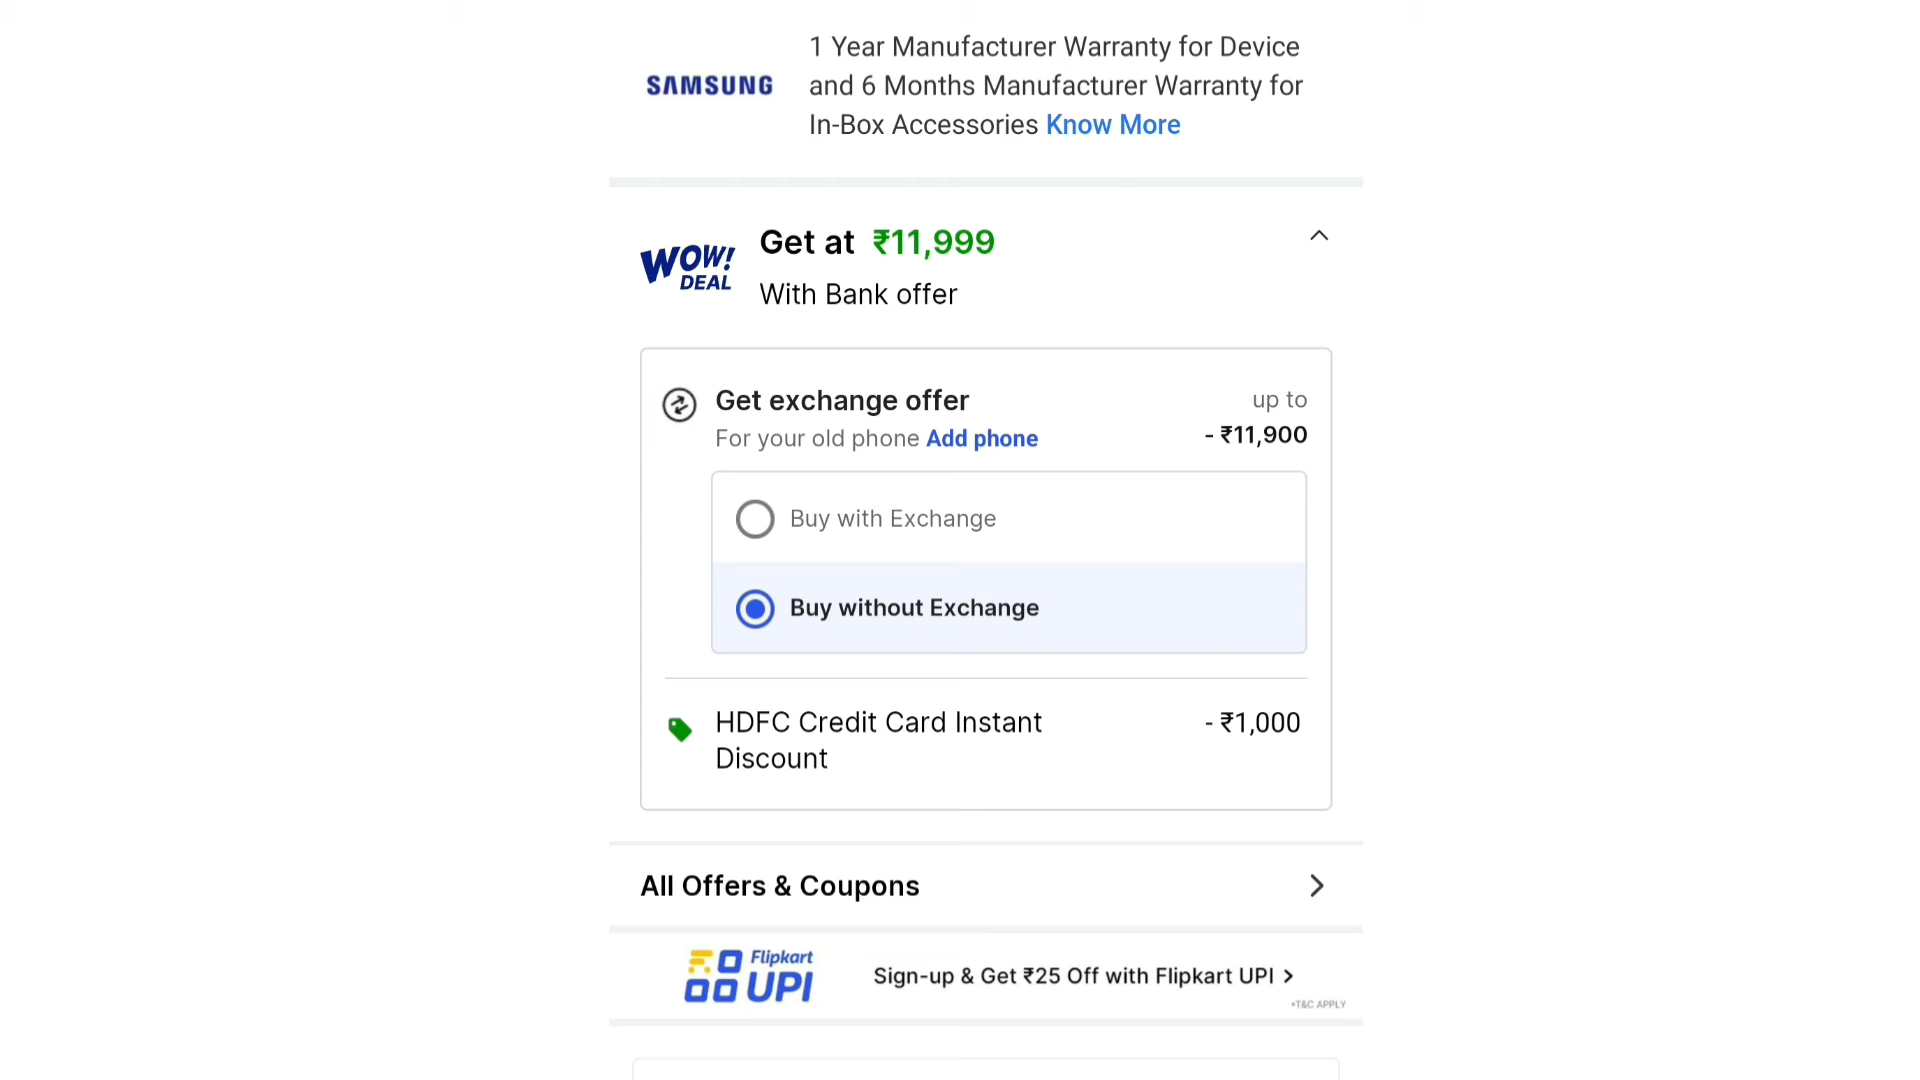 1 Year Manufacturer Warranty for Device
SAMSUNG
and 6 Months Manufacturer Warranty for
In-Box Accessories Know More
WOW!
DEAL
Get at ₹11,999
With Bank offer
Get exchange offer
up to
For your old phone Add phone
- ₹11,900
Buy with Exchange
Buy without Exchange
HDFC Credit Card Instant
Discount
- ₹1,000
All Offers & Coupons
Flipkart
UPI
Sign-up & Get ₹25 Off with Flipkart UPI >
*T&C APPLY